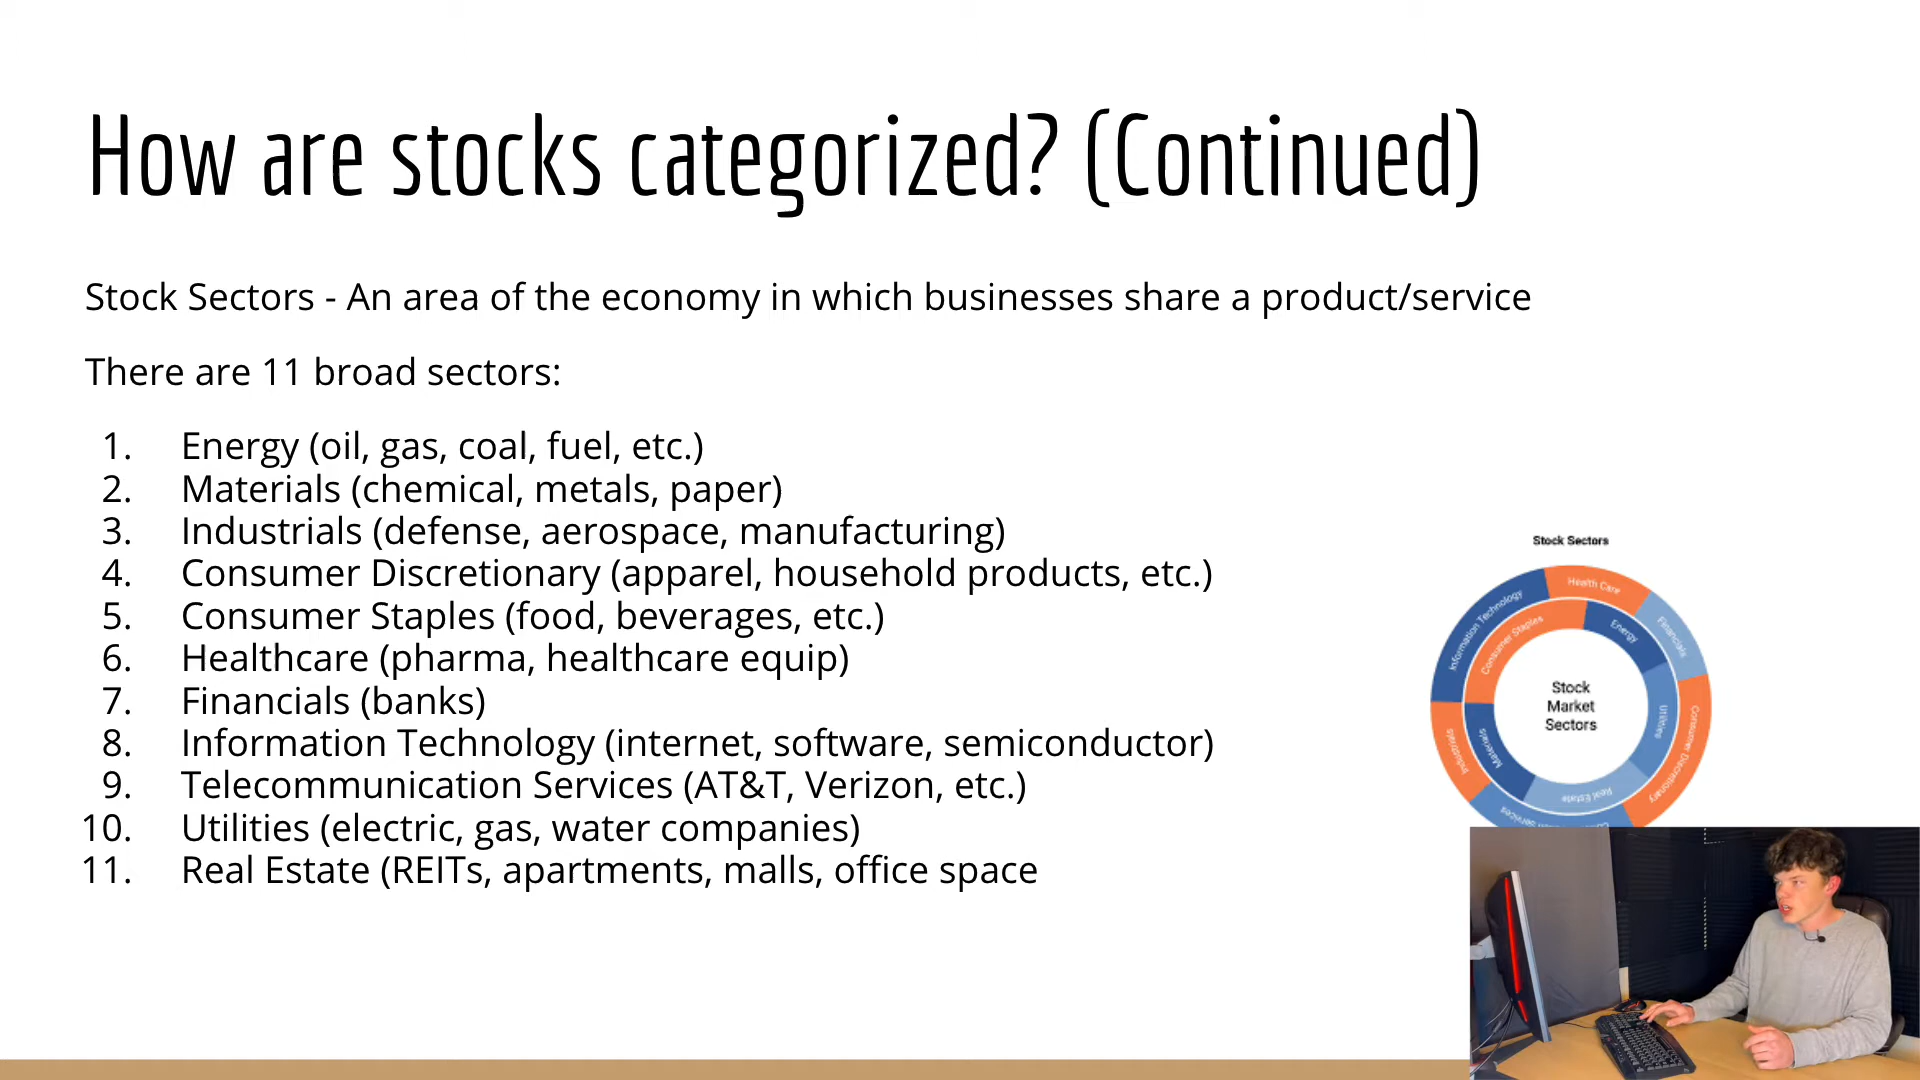 How are stocks categorized? (Continued)
Stock Sectors - An area of the economy in which businesses share a product/service
There are 11 broad sectors:
1. Energy (oil, gas, coal, fuel, etc.)
2. Materials (chemical, metals, paper)
3. Industrials (defense, aerospace, manufacturing)
4. Consumer Discretionary (apparel, household products, etc.)
5. Consumer Staples (food, beverages, etc.)
6. Healthcare (pharma, healthcare equip)
7. Financials (banks)
8. Information Technology (internet, software, semiconductor)
9. Telecommunication Services (AT&T, Verizon, etc.)
10. Utilities (electric, gas, water companies)
11. Real Estate (REITs, apartments, malls, office space
Stock Sectors
Health Care
Information Technology
Financials
Consumer Staples
Energy
Stock
Market
Sectors
Utilities
Consumer Discretionary
Industrials
Materials
Real Estate
Services